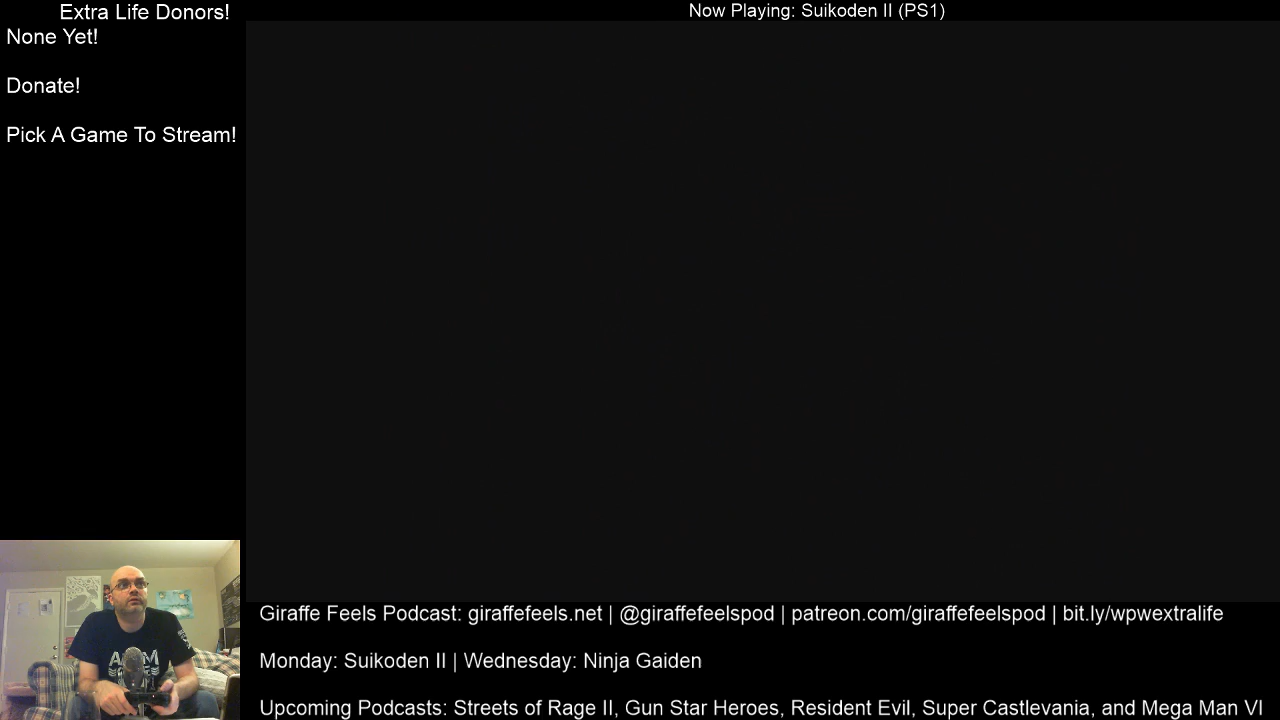 Extra Life Donors!
Now Playing: Suikoden II (PS1)
None Yet!
Donate!
Pick A Game To Stream!
Giraffe Feels Podcast: giraffefeels.net | @giraffefeelspod | patreon.com/giraffefeelspod | bit.ly/wpwextralife
Monday: Suikoden II | Wednesday: Ninja Gaiden
Upcoming Podcasts: Streets of Rage II, Gun Star Heroes, Resident Evil, Super Castlevania, and Mega Man VI